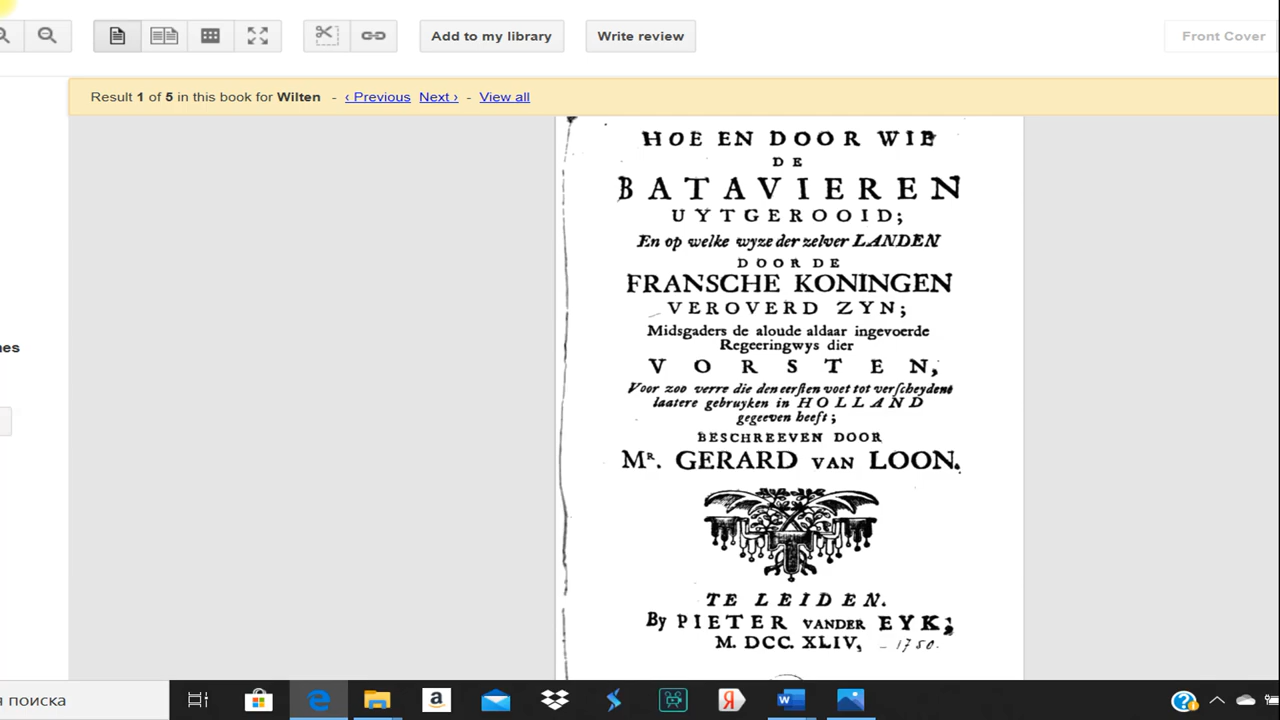 Add to my library
Write review
Front Cover
Result 1 of 5 in this book for Wilten - ‹ Previous Next › - View all
HOE EN DOOR WIE
DE
BATAVIEREN
UYTGEROOID;
En op welke wyze der zelver LANDEN
DOOR DE
FRANSCHE KONINGEN
VEROVERD ZYN;
Midsgaders de aloude aldaar ingevoerde
Regeeringwys dier
VORSTEN,
Voor zoo verre die den eersten voet tot verscheydent
laatere gebruyken in HOLLAND
gegeeven heeft;
BESCHREEVEN DOOR
Mr. GERARD VAN LOON.
TE LEIDEN.
By PIETER VANDER EYK;
M. DCC. XLIV, - 1750.
поиска